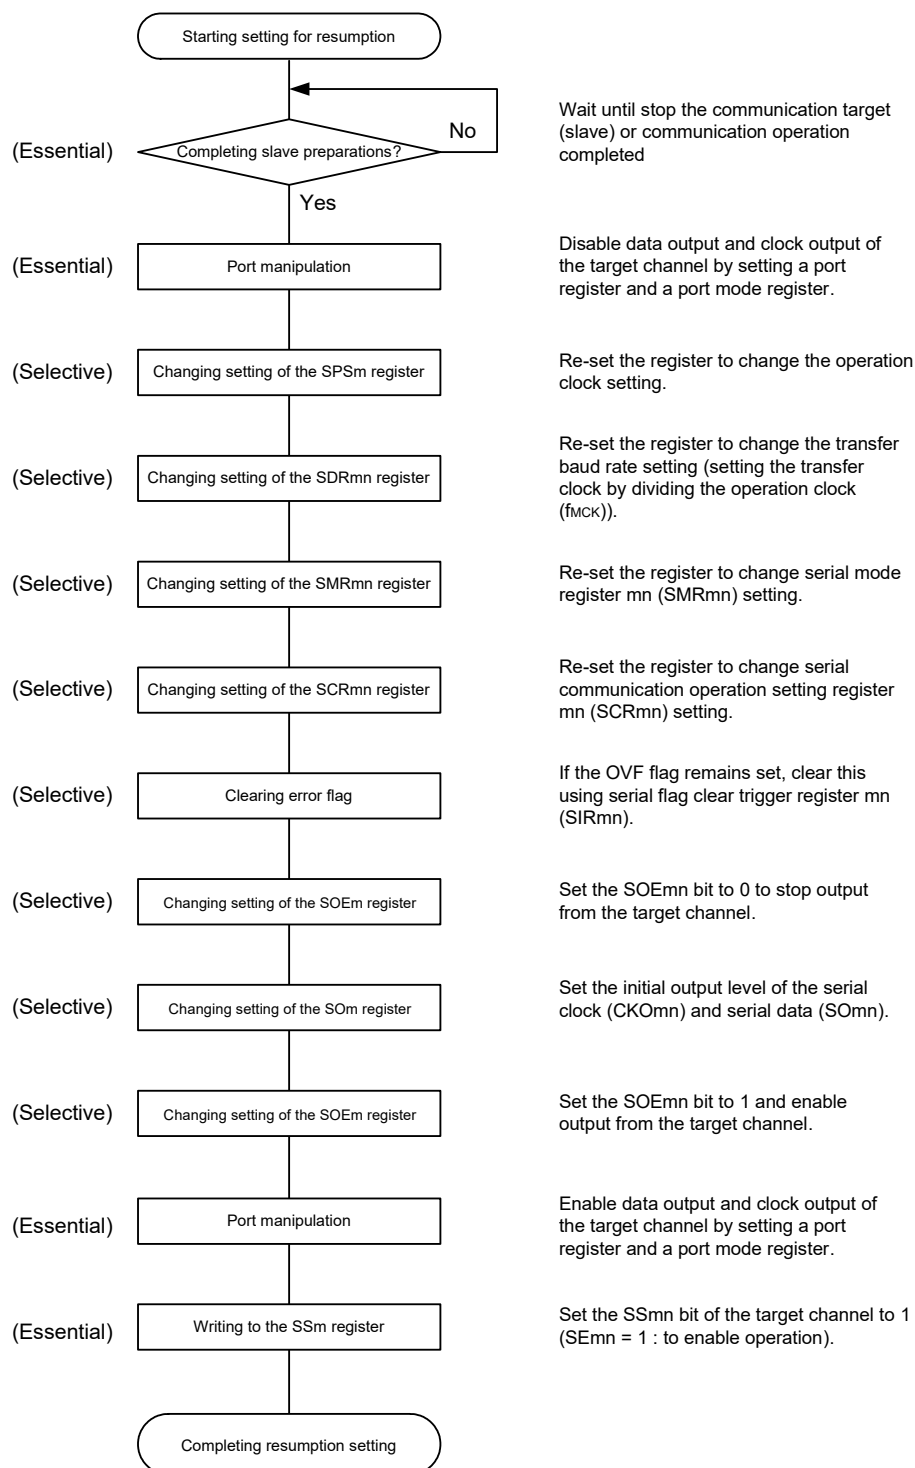 Starting setting for resumption
No
(Essential)
Completing slave preparations?
Wait until stop the communication target
(slave) or communication operation
completed
Yes
(Essential)
Port manipulation
Disable data output and clock output of
the target channel by setting a port
register and a port mode register.
(Selective)
Changing setting of the SPSm register
Re-set the register to change the operation
clock setting.
(Selective)
Changing setting of the SDRmn register
Re-set the register to change the transfer
baud rate setting (setting the transfer
clock by dividing the operation clock
(fMCK)).
(Selective)
Changing setting of the SMRmn register
Re-set the register to change serial mode
register mn (SMRmn) setting.
(Selective)
Changing setting of the SCRmn register
Re-set the register to change serial
communication operation setting register
mn (SCRmn) setting.
(Selective)
Clearing error flag
If the OVF flag remains set, clear this
using serial flag clear trigger register mn
(SIRmn).
(Selective)
Changing setting of the SOEm register
Set the SOEmn bit to 0 to stop output
from the target channel.
(Selective)
Changing setting of the SOm register
Set the initial output level of the serial
clock (CKOmn) and serial data (SOmn).
(Selective)
Changing setting of the SOEm register
Set the SOEmn bit to 1 and enable
output from the target channel.
(Essential)
Port manipulation
Enable data output and clock output of
the target channel by setting a port
register and a port mode register.
(Essential)
Writing to the SSm register
Set the SSmn bit of the target channel to 1
(SEmn = 1 : to enable operation).
Completing resumption setting